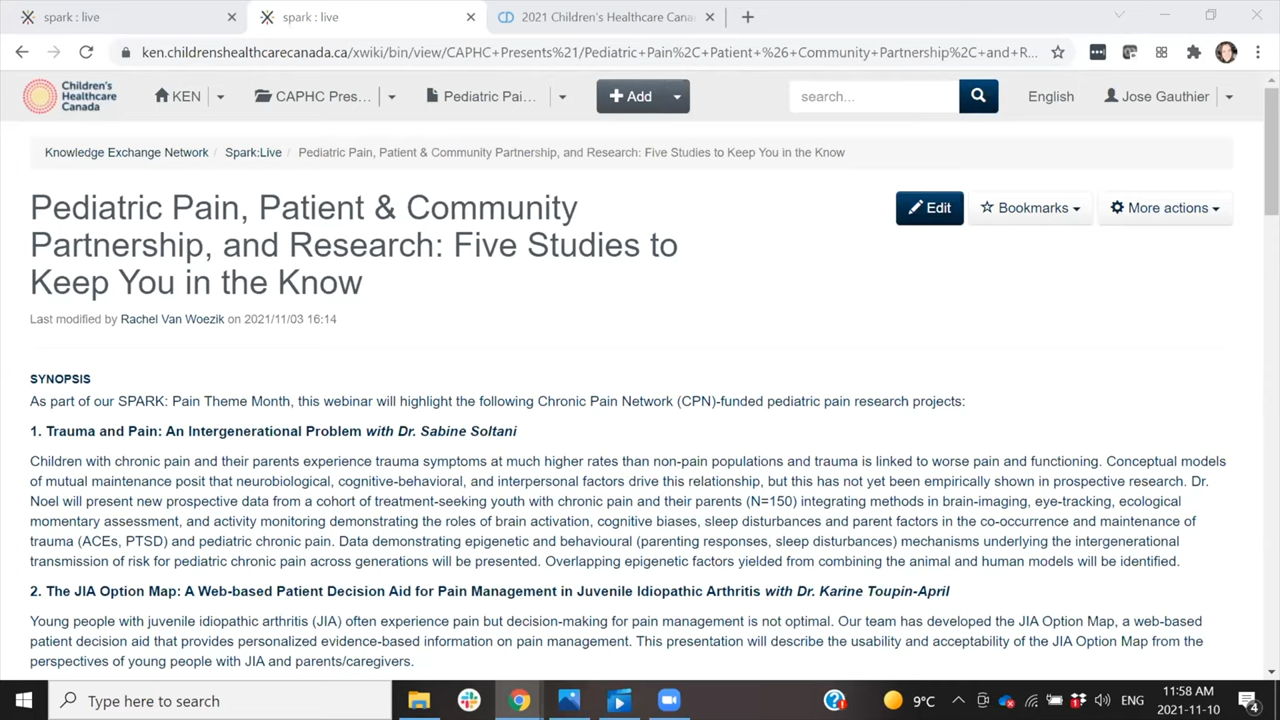 spark : live
spark : live
2021 Children's Healthcare Cana
ken.childrenshealthcarecanada.ca/xwiki/bin/view/CAPHC+Presents%21/Pediatric+Pain%2C+Patient+%26+Community+Partnership%2C+and+R...
Children's
Healthcare
Canada
KEN
CAPHC Pres...
Pediatric Pai...
Add
search...
English
Jose Gauthier
Knowledge Exchange Network / Spark:Live / Pediatric Pain, Patient & Community Partnership, and Research: Five Studies to Keep You in the Know
Pediatric Pain, Patient & Community
Partnership, and Research: Five Studies to
Keep You in the Know
Edit
Bookmarks
More actions
Last modified by Rachel Van Woezik on 2021/11/03 16:14
SYNOPSIS
As part of our SPARK: Pain Theme Month, this webinar will highlight the following Chronic Pain Network (CPN)-funded pediatric pain research projects:
1. Trauma and Pain: An Intergenerational Problem with Dr. Sabine Soltani
Children with chronic pain and their parents experience trauma symptoms at much higher rates than non-pain populations and trauma is linked to worse pain and functioning. Conceptual models
of mutual maintenance posit that neurobiological, cognitive-behavioral, and interpersonal factors drive this relationship, but this has not yet been empirically shown in prospective research. Dr.
Noel will present new prospective data from a cohort of treatment-seeking youth with chronic pain and their parents (N=150) integrating methods in brain-imaging, eye-tracking, ecological
momentary assessment, and activity monitoring demonstrating the roles of brain activation, cognitive biases, sleep disturbances and parent factors in the co-occurrence and maintenance of
trauma (ACEs, PTSD) and pediatric chronic pain. Data demonstrating epigenetic and behavioural (parenting responses, sleep disturbances) mechanisms underlying the intergenerational
transmission of risk for pediatric chronic pain across generations will be presented. Overlapping epigenetic factors yielded from combining the animal and human models will be identified.
2. The JIA Option Map: A Web-based Patient Decision Aid for Pain Management in Juvenile Idiopathic Arthritis with Dr. Karine Toupin-April
Young people with juvenile idiopathic arthritis (JIA) often experience pain but decision-making for pain management is not optimal. Our team has developed the JIA Option Map, a web-based
patient decision aid that provides personalized evidence-based information on pain management. This presentation will describe the usability and acceptability of the JIA Option Map from the
perspectives of young people with JIA and parents/caregivers.
Type here to search
9°C
ENG
11:58 AM
2021-11-10
4